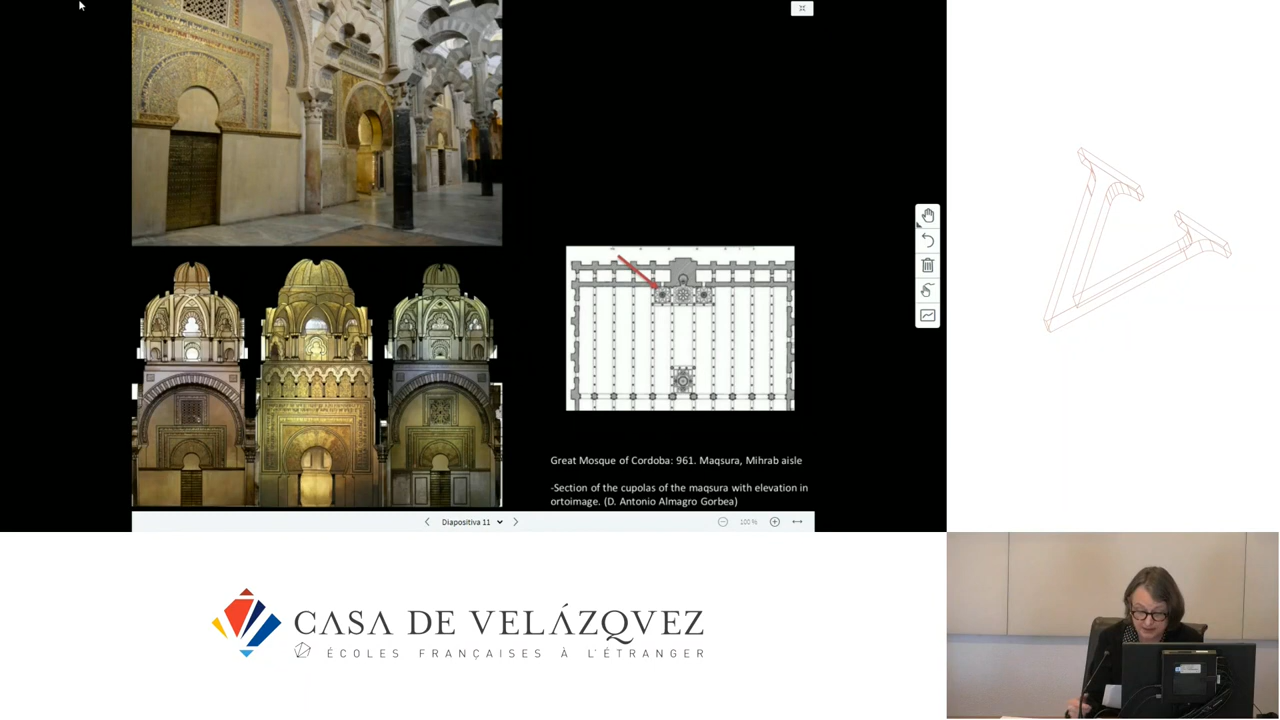 Great Mosque of Cordoba: 961. Maqsura, Mihrab aisle
-Section of the cupolas of the maqsura with elevation in
ortoimage. (D. Antonio Almagro Gorbea)
Diapositiva 11
100 %
CASA DE VELÁZQVEZ
ÉCOLES FRANÇAISES À L'ÉTRANGER